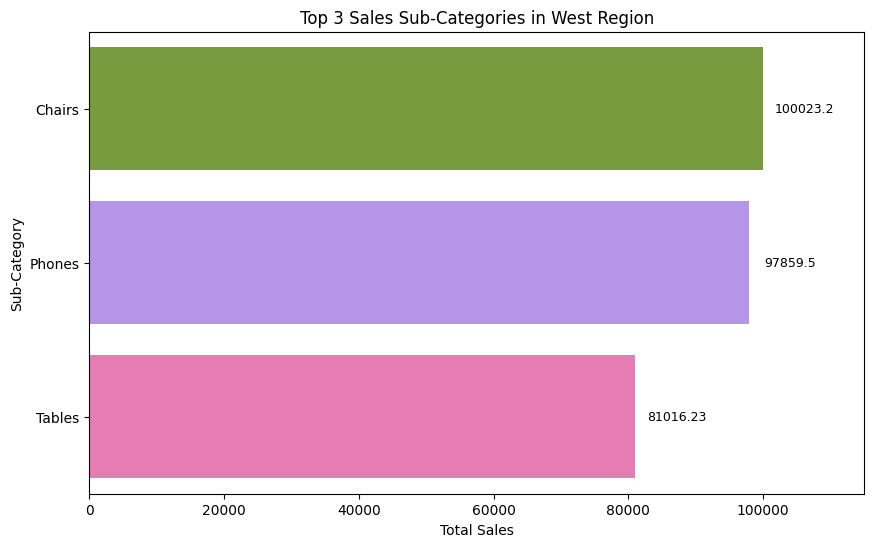 Top 3 Sales Sub-Categories in West Region
Sub-Category
Chairs
100023.2
Phones
97859.5
Tables
81016.23
0 20000 40000 60000 80000 100000
Total Sales